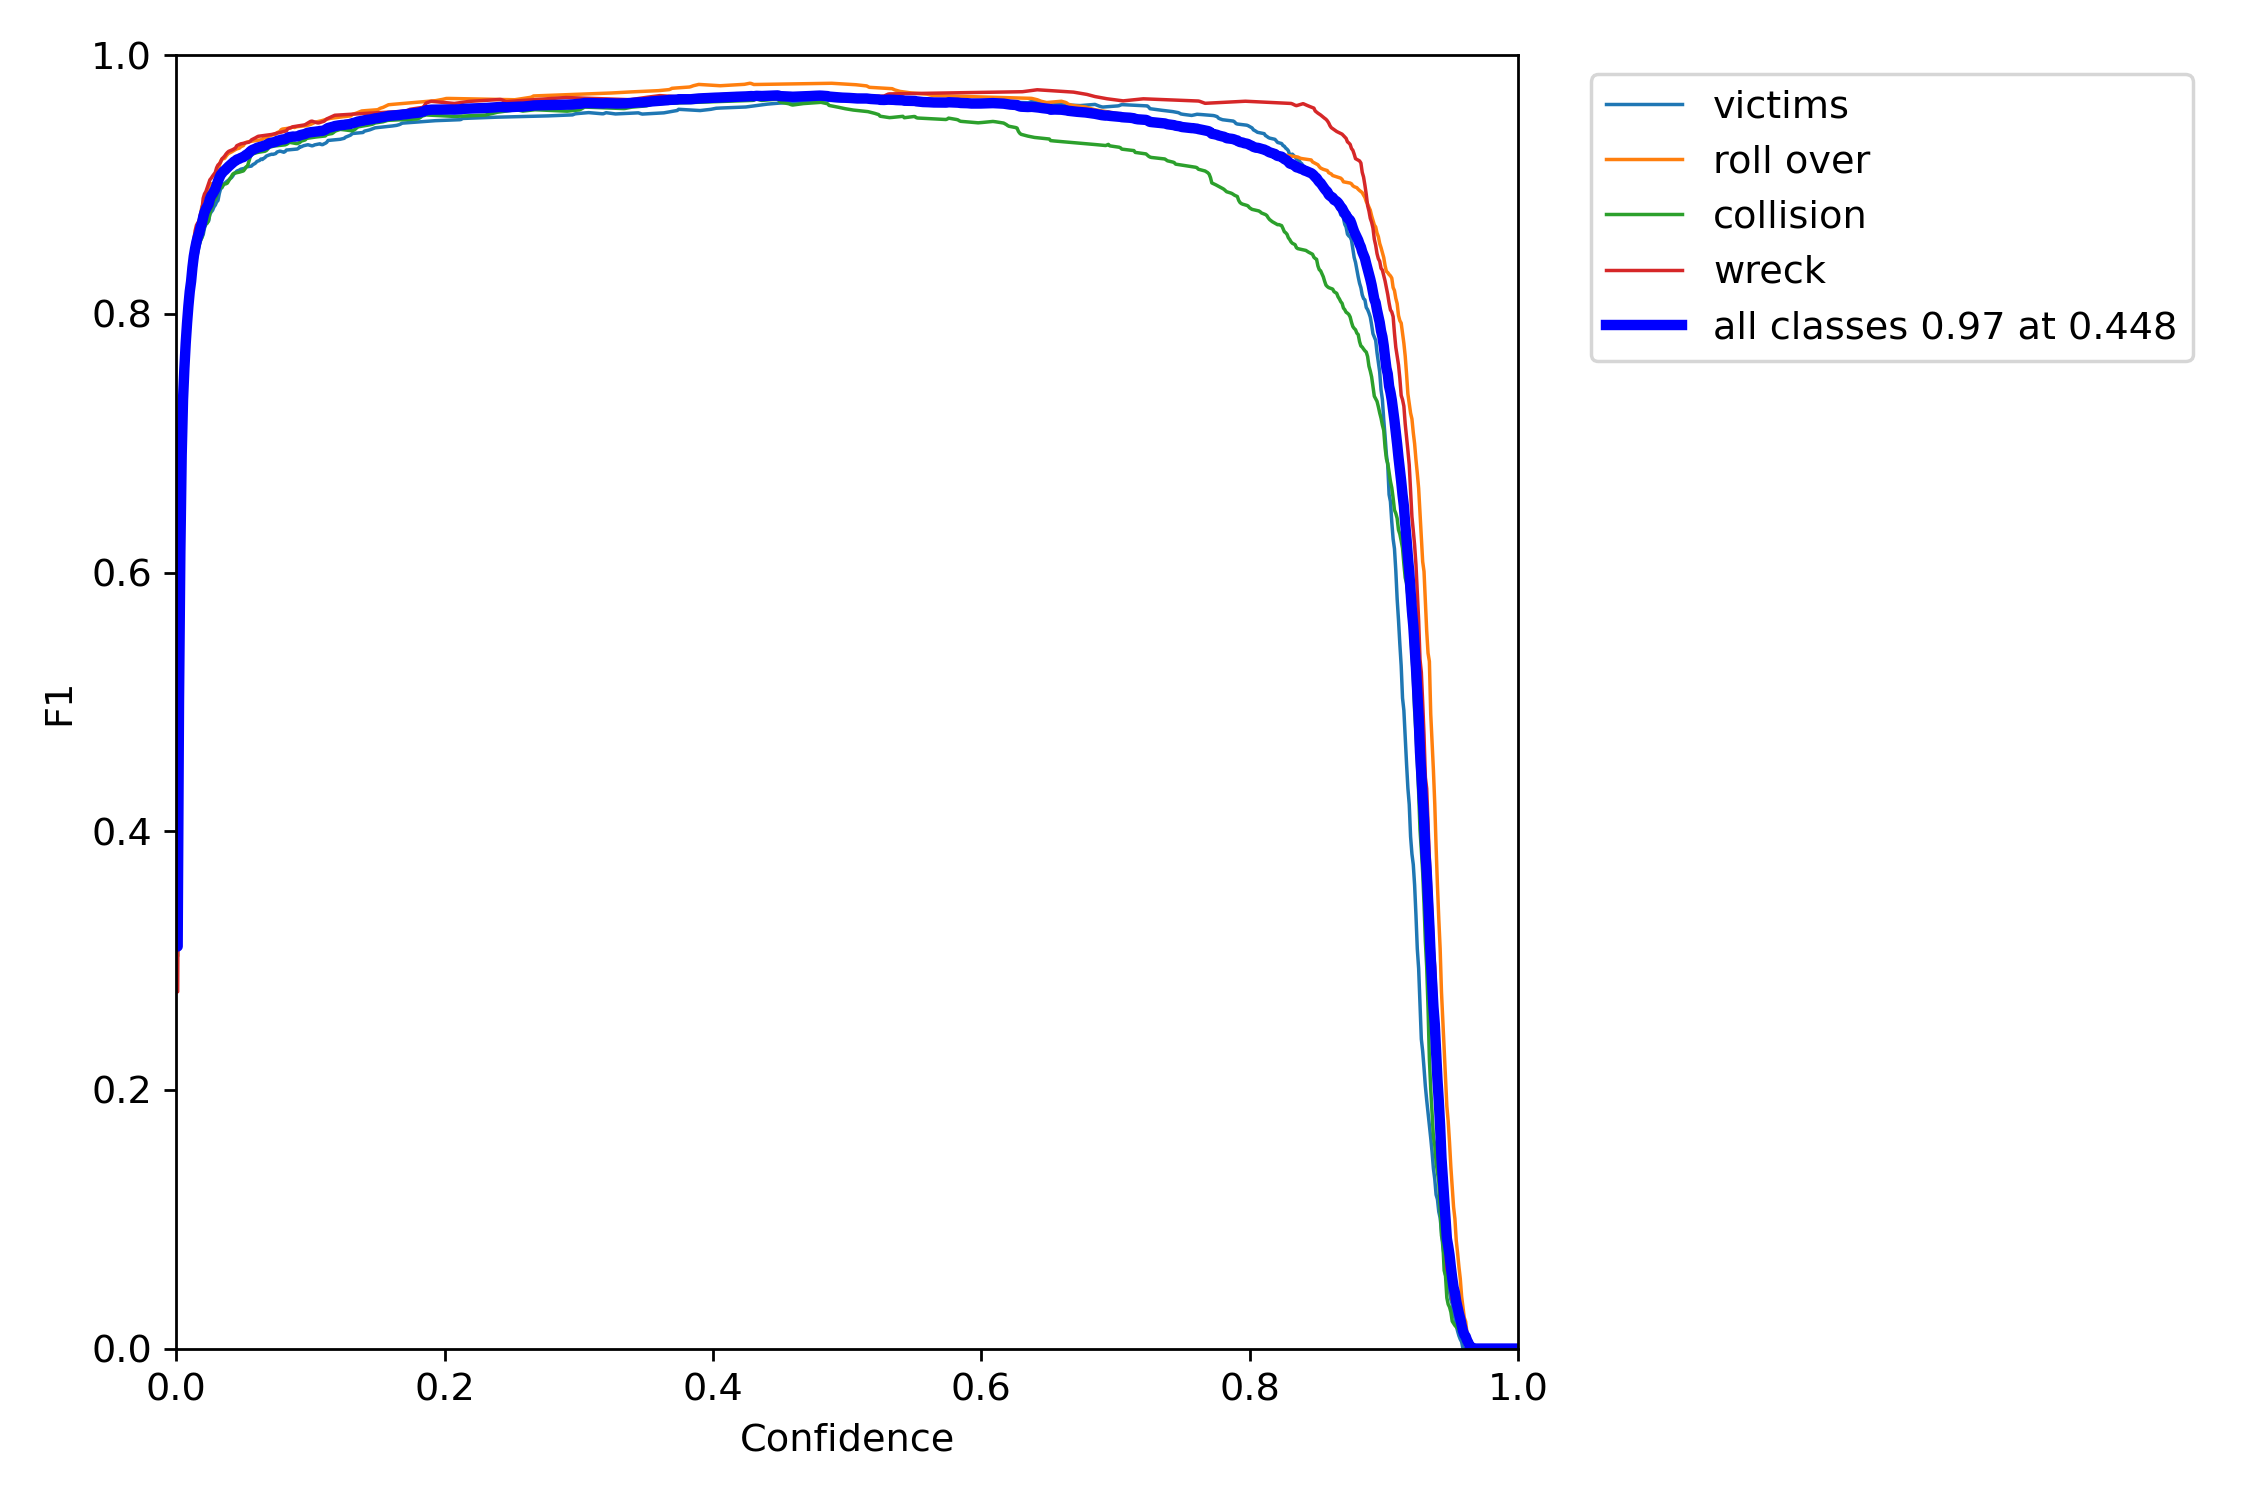 1.0
0.8
0.6
0.4
0.2
0.0
F1
0.0 0.2 0.4 0.6 0.8 1.0
Confidence
victims
roll over
collision
wreck
all classes 0.97 at 0.448